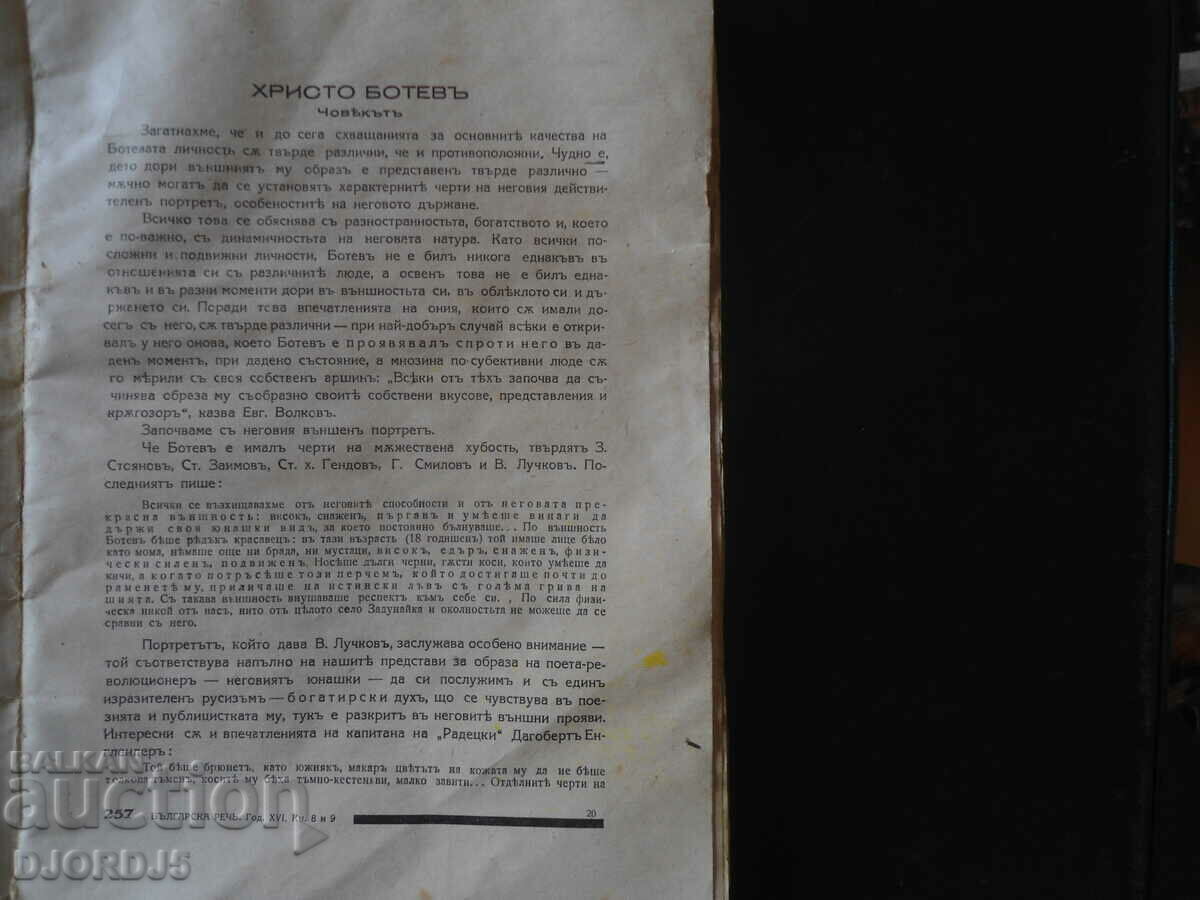 ХРИСТО БОТЕВЪ
Човѣкътъ
Загатнахме, че и до сега схващанията за основнитѣ качества на
Ботевата личность сѫ твърде различни, че и противоположни. Чудно е,
дето дори външниятъ му образъ е представенъ твърде различно —
мѫчно могатъ да се установятъ характернитѣ черти на неговия действи-
теленъ портретъ, особеноститѣ на неговото държане.
Всичко това се обяснява съ разностранностьта, богатството и, което
е по-важно, съ динамичностьта на неговата натура. Като всички по-
сложни и подвижни личности, Ботевъ не е билъ никога еднакъвъ въ
отношенията си съ различнитѣ люде, а освенъ това не е билъ една-
къвъ и въ разни моменти дори въ външностьта си, въ облѣклото си и дъ-
ржането си. Поради това впечатленията на ония, които сѫ имали до-
сегъ съ него, сѫ твърде различни — при най-добъръ случай всѣки е откри-
валъ у него онова, което Ботевъ е проявявалъ спроти него въ да-
денъ моментъ, при дадено състояние, а мнозина по-субективни люде сѫ
го мѣрили съ своя собственъ аршинъ: „Всѣки отъ тѣхъ започва да съ-
чинява образа му съобразно своитѣ собствени вкусове, представления и
крѫгозоръ“, казва Евг. Волковъ.
Започваме съ неговия външенъ портретъ.
Че Ботевъ е ималъ черти на мѫжествена хубость, твърдятъ З.
Стояновъ, Ст. Заимовъ, Ст. х. Гендовъ, Г. Смиловъ и В. Лучковъ. По-
следниятъ пише:
Всички се възхищавахме отъ неговитѣ способности и отъ неговата пре-
красна външность: високъ, снаженъ, пъргавъ и умѣеше винаги да
държи своя юнашки видъ, за което постоянно бълнуваше... По външность
Ботевъ бѣше рѣдъкъ красавецъ: въ тази възрасть (18 годишенъ) той имаше лице бѣло
като мома, нѣмаше още ни брада, ни мустаци, високъ, едъръ, снаженъ, физи-
чески силенъ, подвиженъ. Носѣше дълги черни, гѫсти коси, които умѣеше да
кичи, а когато потръсѣше този перчемъ, който достигаше почти до
раменетѣ му, приличаше на истински лъвъ съ голѣма грива на
шията. Съ такава външность внушаваше респектъ къмъ себе си. , По сила физи-
ческа никой отъ насъ, нито отъ цѣлото село Задунайка и околностьта не можеше да се
сравни съ него.
Портретътъ, който дава В. Лучковъ, заслужава особено внимание —
той съответствува напълно на нашитѣ представи за образа на поета-ре-
волюционеръ — неговиятъ юнашки — да си послужимъ и съ единъ
изразителенъ русизъмъ — богатирски духъ, що се чувствува въ пое-
зията и публицистката му, тукъ е разкритъ въ неговитѣ външни прояви.
Интересни сѫ и впечатленията на капитана на „Радецки“ Дагобертъ Ен-
глендеръ:
Той бѣше брюнетъ, като южнякъ, макаръ цвѣтътъ на кожата му да не бѣше
толкова тъменъ, коситѣ му бѣха тъмно-кестеняви, малко завити... Отдѣлнитѣ черти на
257 БЪЛГАРСКА РЕЧЬ, Год. XVI, Кн. 8 и 9 20
BALKAN
auction
DJORDJ5